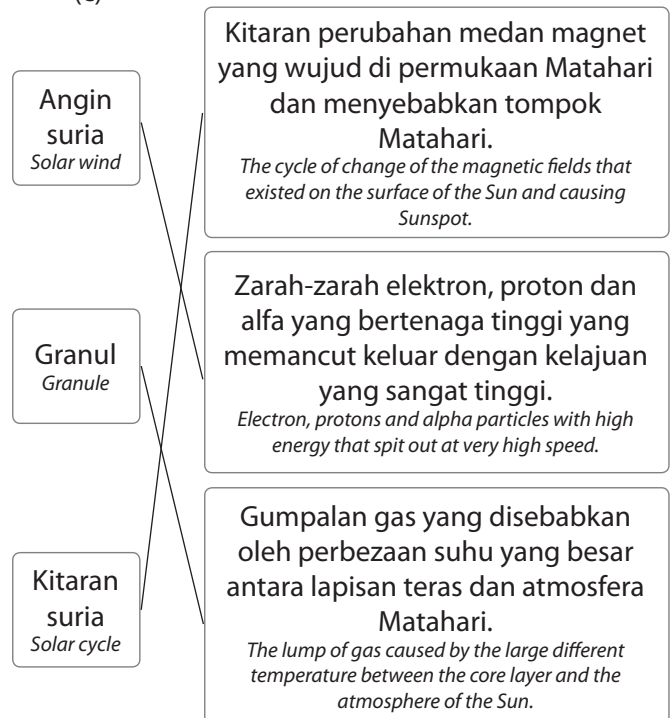 Angin
suria
Solar wind
Granul
Granule
Kitaran
suria
Solar cycle
Kitaran perubahan medan magnet
yang wujud di permukaan Matahari
dan menyebabkan tompok
Matahari.
The cycle of change of the magnetic fields that
existed on the surface of the Sun and causing
Sunspot.
Zarah-zarah elektron, proton dan
alfa yang bertenaga tinggi yang
memancut keluar dengan kelajuan
yang sangat tinggi.
Electron, protons and alpha particles with high
energy that spit out at very high speed.
Gumpalan gas yang disebabkan
oleh perbezaan suhu yang besar
antara lapisan teras dan atmosfera
Matahari.
The lump of gas caused by the large different
temperature between the core layer and the
atmosphere of the Sun.